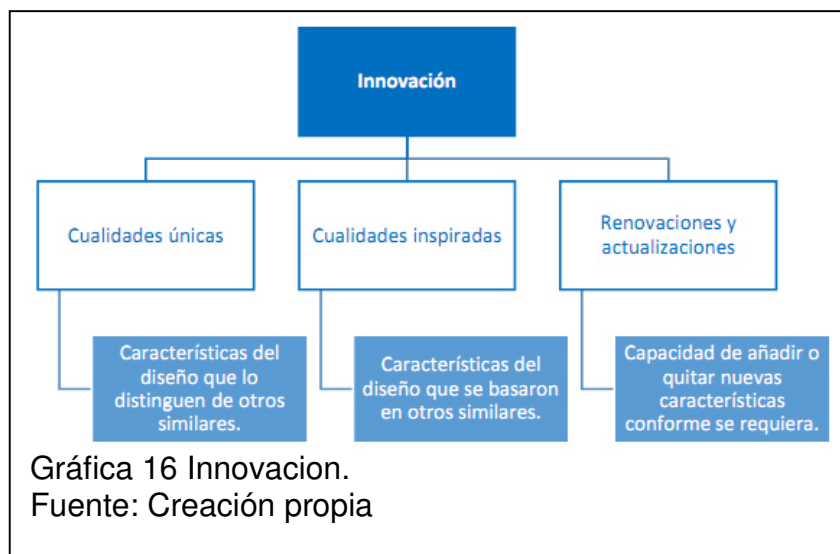 Innovación
Cualidades únicas
Cualidades inspiradas
Renovaciones y
actualizaciones
Características del
diseño que lo
distinguen de otros
similares.
Características del
diseño que se basaron
en otros similares.
Capacidad de añadir o
quitar nuevas
características
conforme se requiera.
Gráfica 16 Innovacion.
Fuente: Creación propia